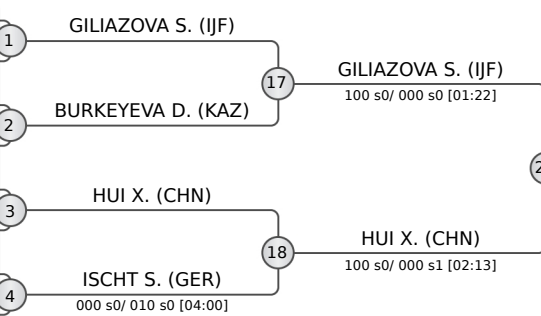 GILIAZOVA S. (IJF)
1
17
GILIAZOVA S. (IJF)
100 s0/ 000 s0 [01:22]
BURKEYEVA D. (KAZ)
2
HUI X. (CHN)
3
18
HUI X. (CHN)
100 s0/ 000 s1 [02:13]
ISCHT S. (GER)
4
000 s0/ 010 s0 [04:00]